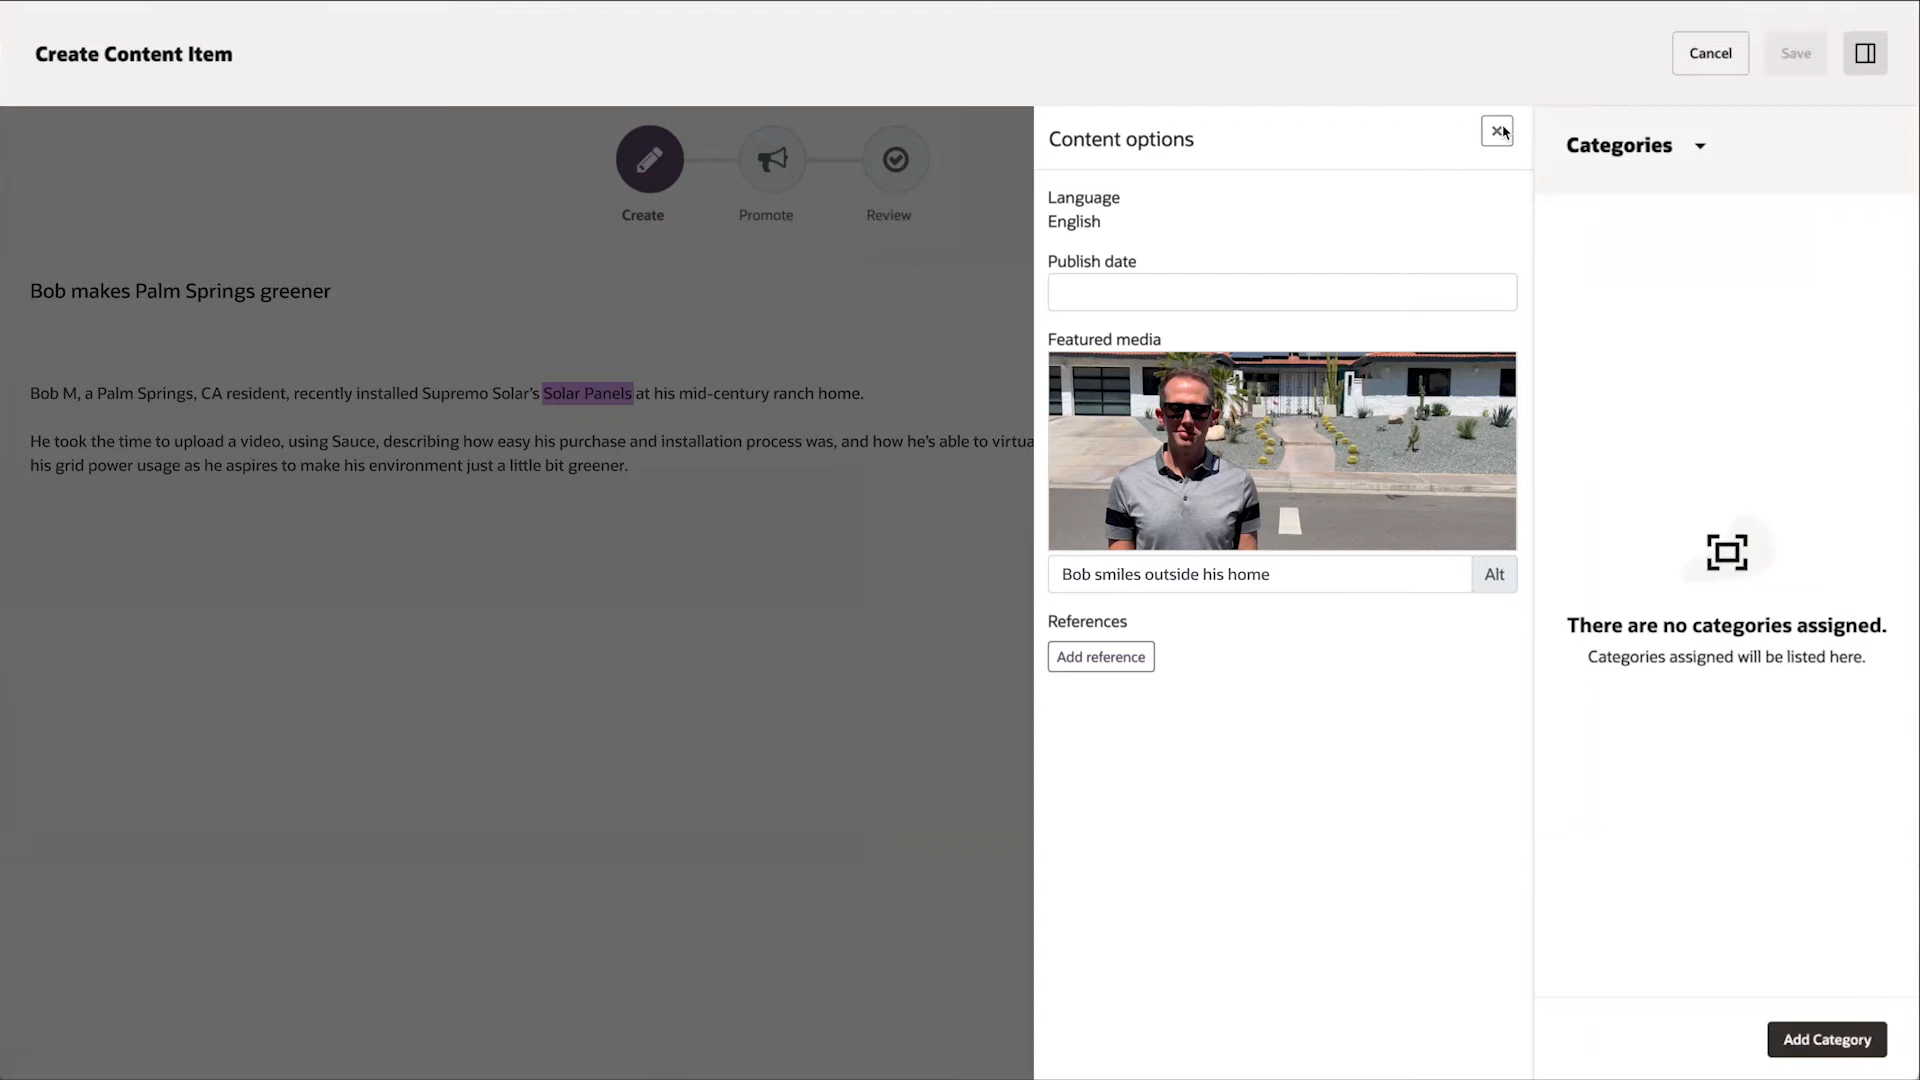 Create Content Item
Cancel
Save
Create
Promote
Review
Bob makes Palm Springs greener
Bob M, a Palm Springs, CA resident, recently installed Supremo Solar’s Solar Panels at his mid-century ranch home.
He took the time to upload a video, using Sauce, describing how easy his purchase and installation process was, and how he’s able to virtua
his grid power usage as he aspires to make his environment just a little bit greener.
Content options
Language
English
Publish date
Featured media
Bob smiles outside his home
Alt
References
Add reference
Categories
There are no categories assigned.
Categories assigned will be listed here.
Add Category